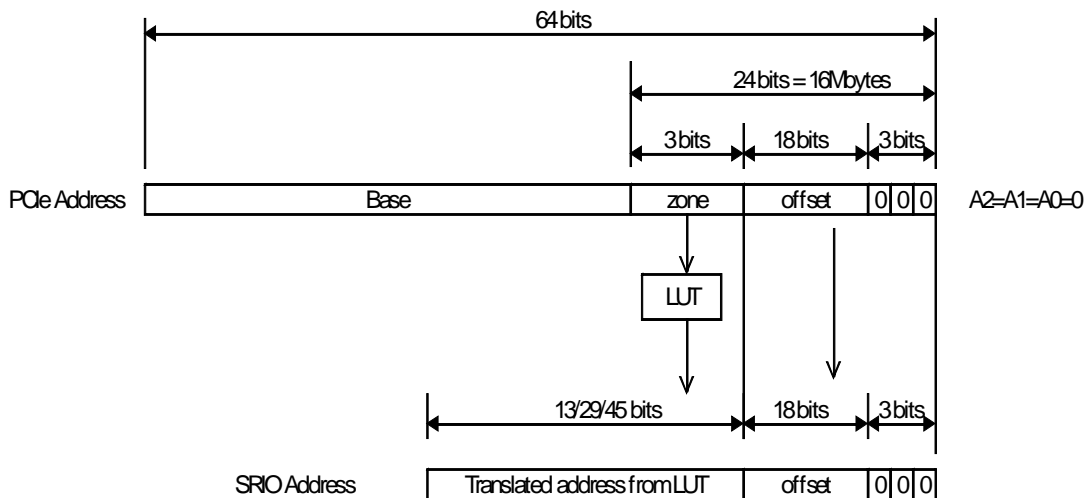 64 bits
24 bits = 16Mbytes
3 bits 18 bits 3 bits
PCIe Address Base zone offset 0 0 0 A2=A1=A0=0
LUT
13/29/45 bits 18 bits 3 bits
SRIO Address Translated address from LUT offset 0 0 0